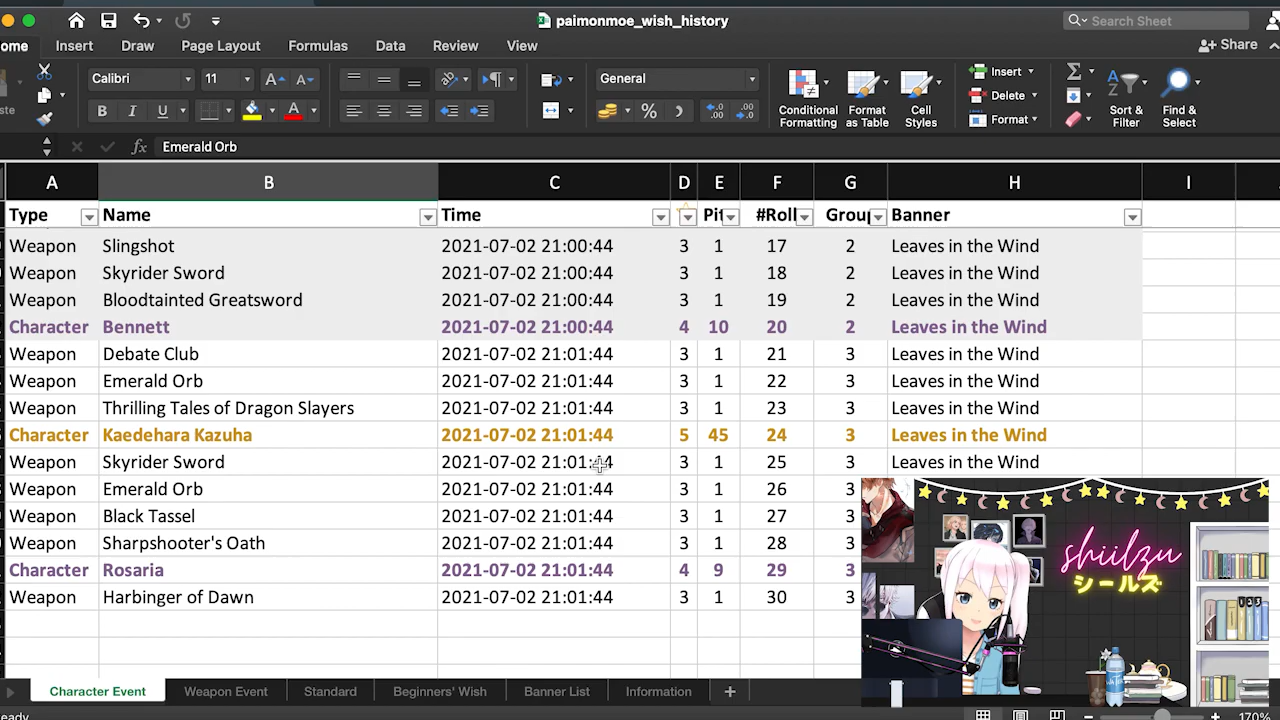 paimonmoe_wish_history
Search Sheet
ome Insert Draw Page Layout Formulas Data Review View
Share
Calibri 11 General
Insert
Delete
Format
Conditional Formatting
Format as Table
Cell Styles
Sort & Filter
Find & Select
ste
B I U A
fx Emerald Orb
A B C D E F G H I
Type Name Time Pit #Roll Group Banner
Weapon Slingshot 2021-07-02 21:00:44 3 1 17 2 Leaves in the Wind
Weapon Skyrider Sword 2021-07-02 21:00:44 3 1 18 2 Leaves in the Wind
Weapon Bloodtainted Greatsword 2021-07-02 21:00:44 3 1 19 2 Leaves in the Wind
Character Bennett 2021-07-02 21:00:44 4 10 20 2 Leaves in the Wind
Weapon Debate Club 2021-07-02 21:01:44 3 1 21 3 Leaves in the Wind
Weapon Emerald Orb 2021-07-02 21:01:44 3 1 22 3 Leaves in the Wind
Weapon Thrilling Tales of Dragon Slayers 2021-07-02 21:01:44 3 1 23 3 Leaves in the Wind
Character Kaedehara Kazuha 2021-07-02 21:01:44 5 45 24 3 Leaves in the Wind
Weapon Skyrider Sword 2021-07-02 21:01:44 3 1 25 3 Leaves in the Wind
Weapon Emerald Orb 2021-07-02 21:01:44 3 1 26 3
Weapon Black Tassel 2021-07-02 21:01:44 3 1 27 3
Weapon Sharpshooter's Oath 2021-07-02 21:01:44 3 1 28 3
Character Rosaria 2021-07-02 21:01:44 4 9 29 3
Weapon Harbinger of Dawn 2021-07-02 21:01:44 3 1 30 3
shiilzu
シールズ
Character Event Weapon Event Standard Beginners' Wish Banner List Information +
eady
170%